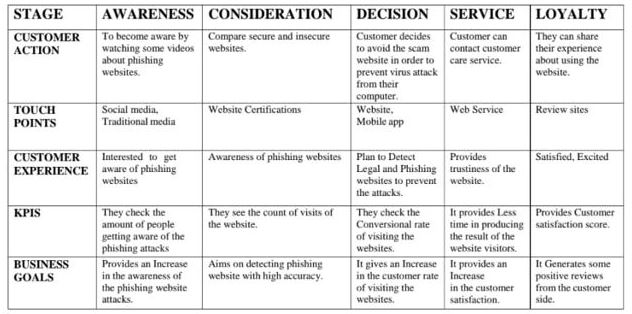 STAGE AWARENESS CONSIDERATION DECISION SERVICE LOYALTY
CUSTOMER ACTION
To become aware by
watching some videos
about phishing
websites.
Compare secure and insecure
websites.
Customer decides
to avoid the scam
website in order to
prevent virus attack
from their
computer.
Customer can
contact customer
care service.
They can share
their experience
about using the
website.
TOUCH
POINTS
Social media,
Traditional media
Website Certifications
Website,
Mobile app
Web Service
Review sites
CUSTOMER
EXPERIENCE
Interested to get
aware of phishing
websites
Awareness of phishing websites
Plan to Detect
Legal and Phishing
websites to prevent
the attacks.
Provides
trustiness of the
website.
Satisfied, Excited
KPIS
They check the
amount of people
getting aware of the
phishing attacks
They see the count of visits of
the website.
They check the
Conversional rate
of visiting the
websites.
It provides Less
time in producing
the result of the
website visitors.
Provides Customer
satisfaction score.
BUSINESS
GOALS
Provides an Increase
in the awareness of
the phishing website
attacks.
Aims on detecting phishing
website with high accuracy.
It gives an Increase
in the customer rate
of visiting the
websites.
It provides an
Increase
in the customer
satisfaction.
It Generates some
positive reviews
from the customer
side.